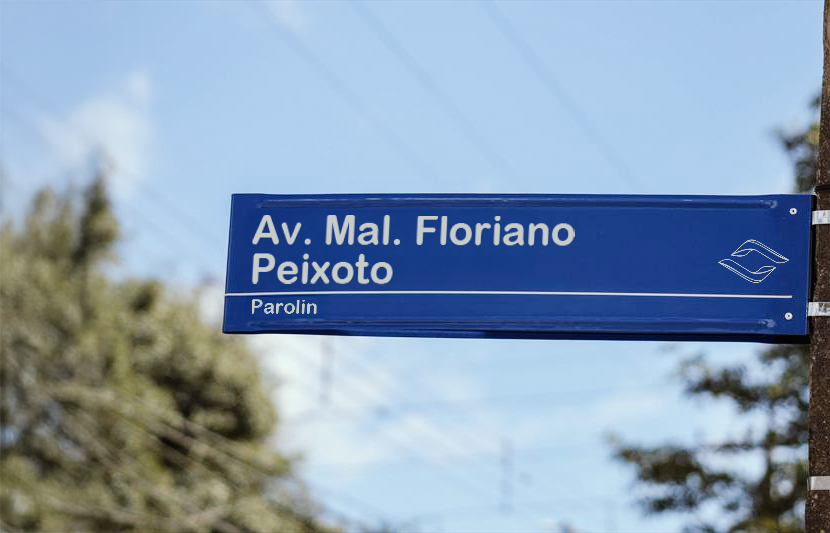 Av. Mal. Floriano
Peixoto
Parolin